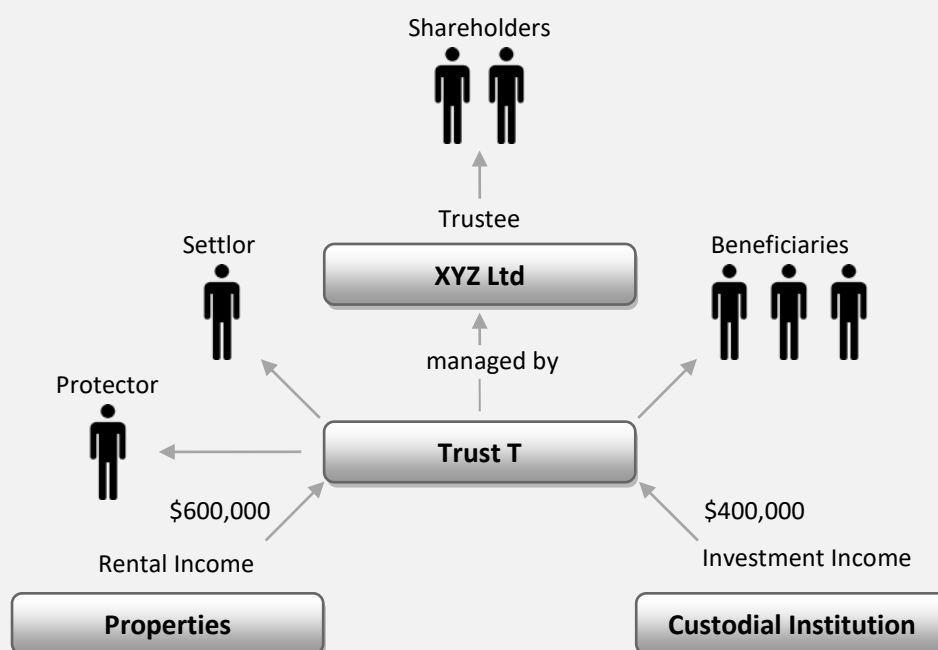 Shareholders
Trustee
Settlor
Beneficiaries
XYZ Ltd
managed by
Protector
Trust T
$600,000
$400,000
Rental Income
Investment Income
Properties
Custodial Institution